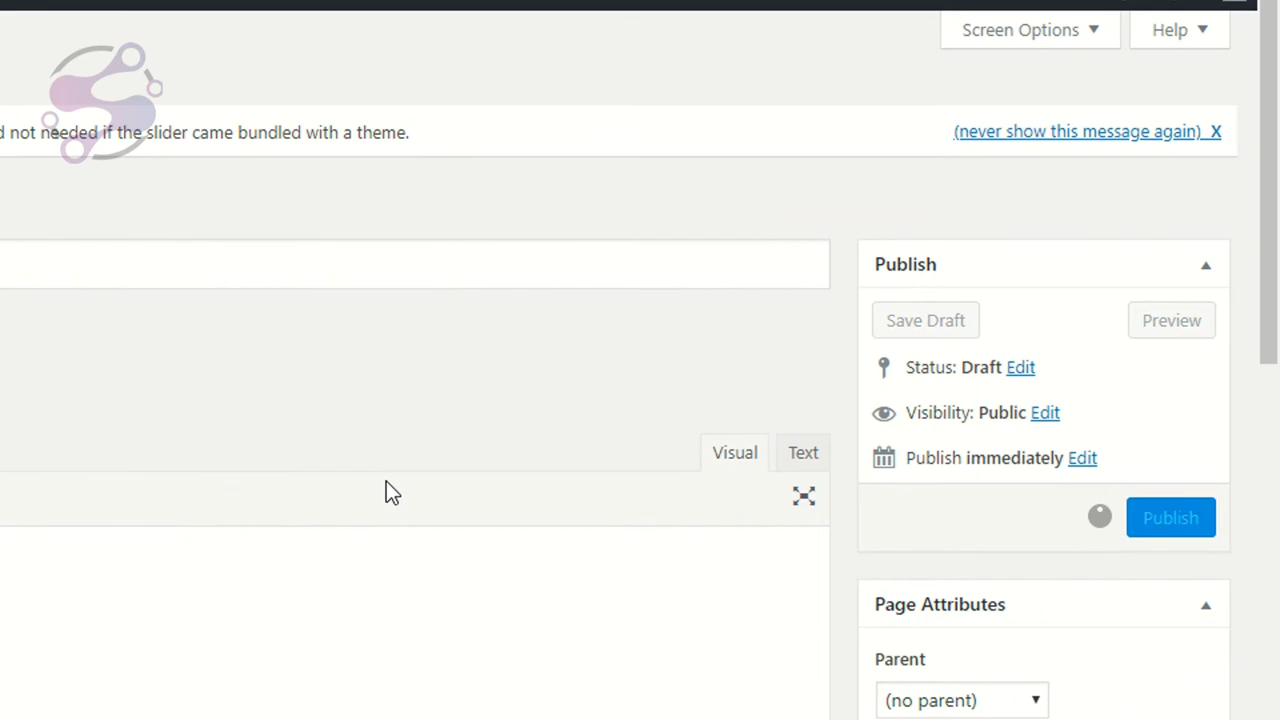 Screen Options
Help
d not needed if the slider came bundled with a theme.
(never show this message again) X
Publish
Save Draft
Preview
Status: Draft Edit
Visibility: Public Edit
Visual
Text
Publish immediately Edit
Publish
Page Attributes
Parent
(no parent)